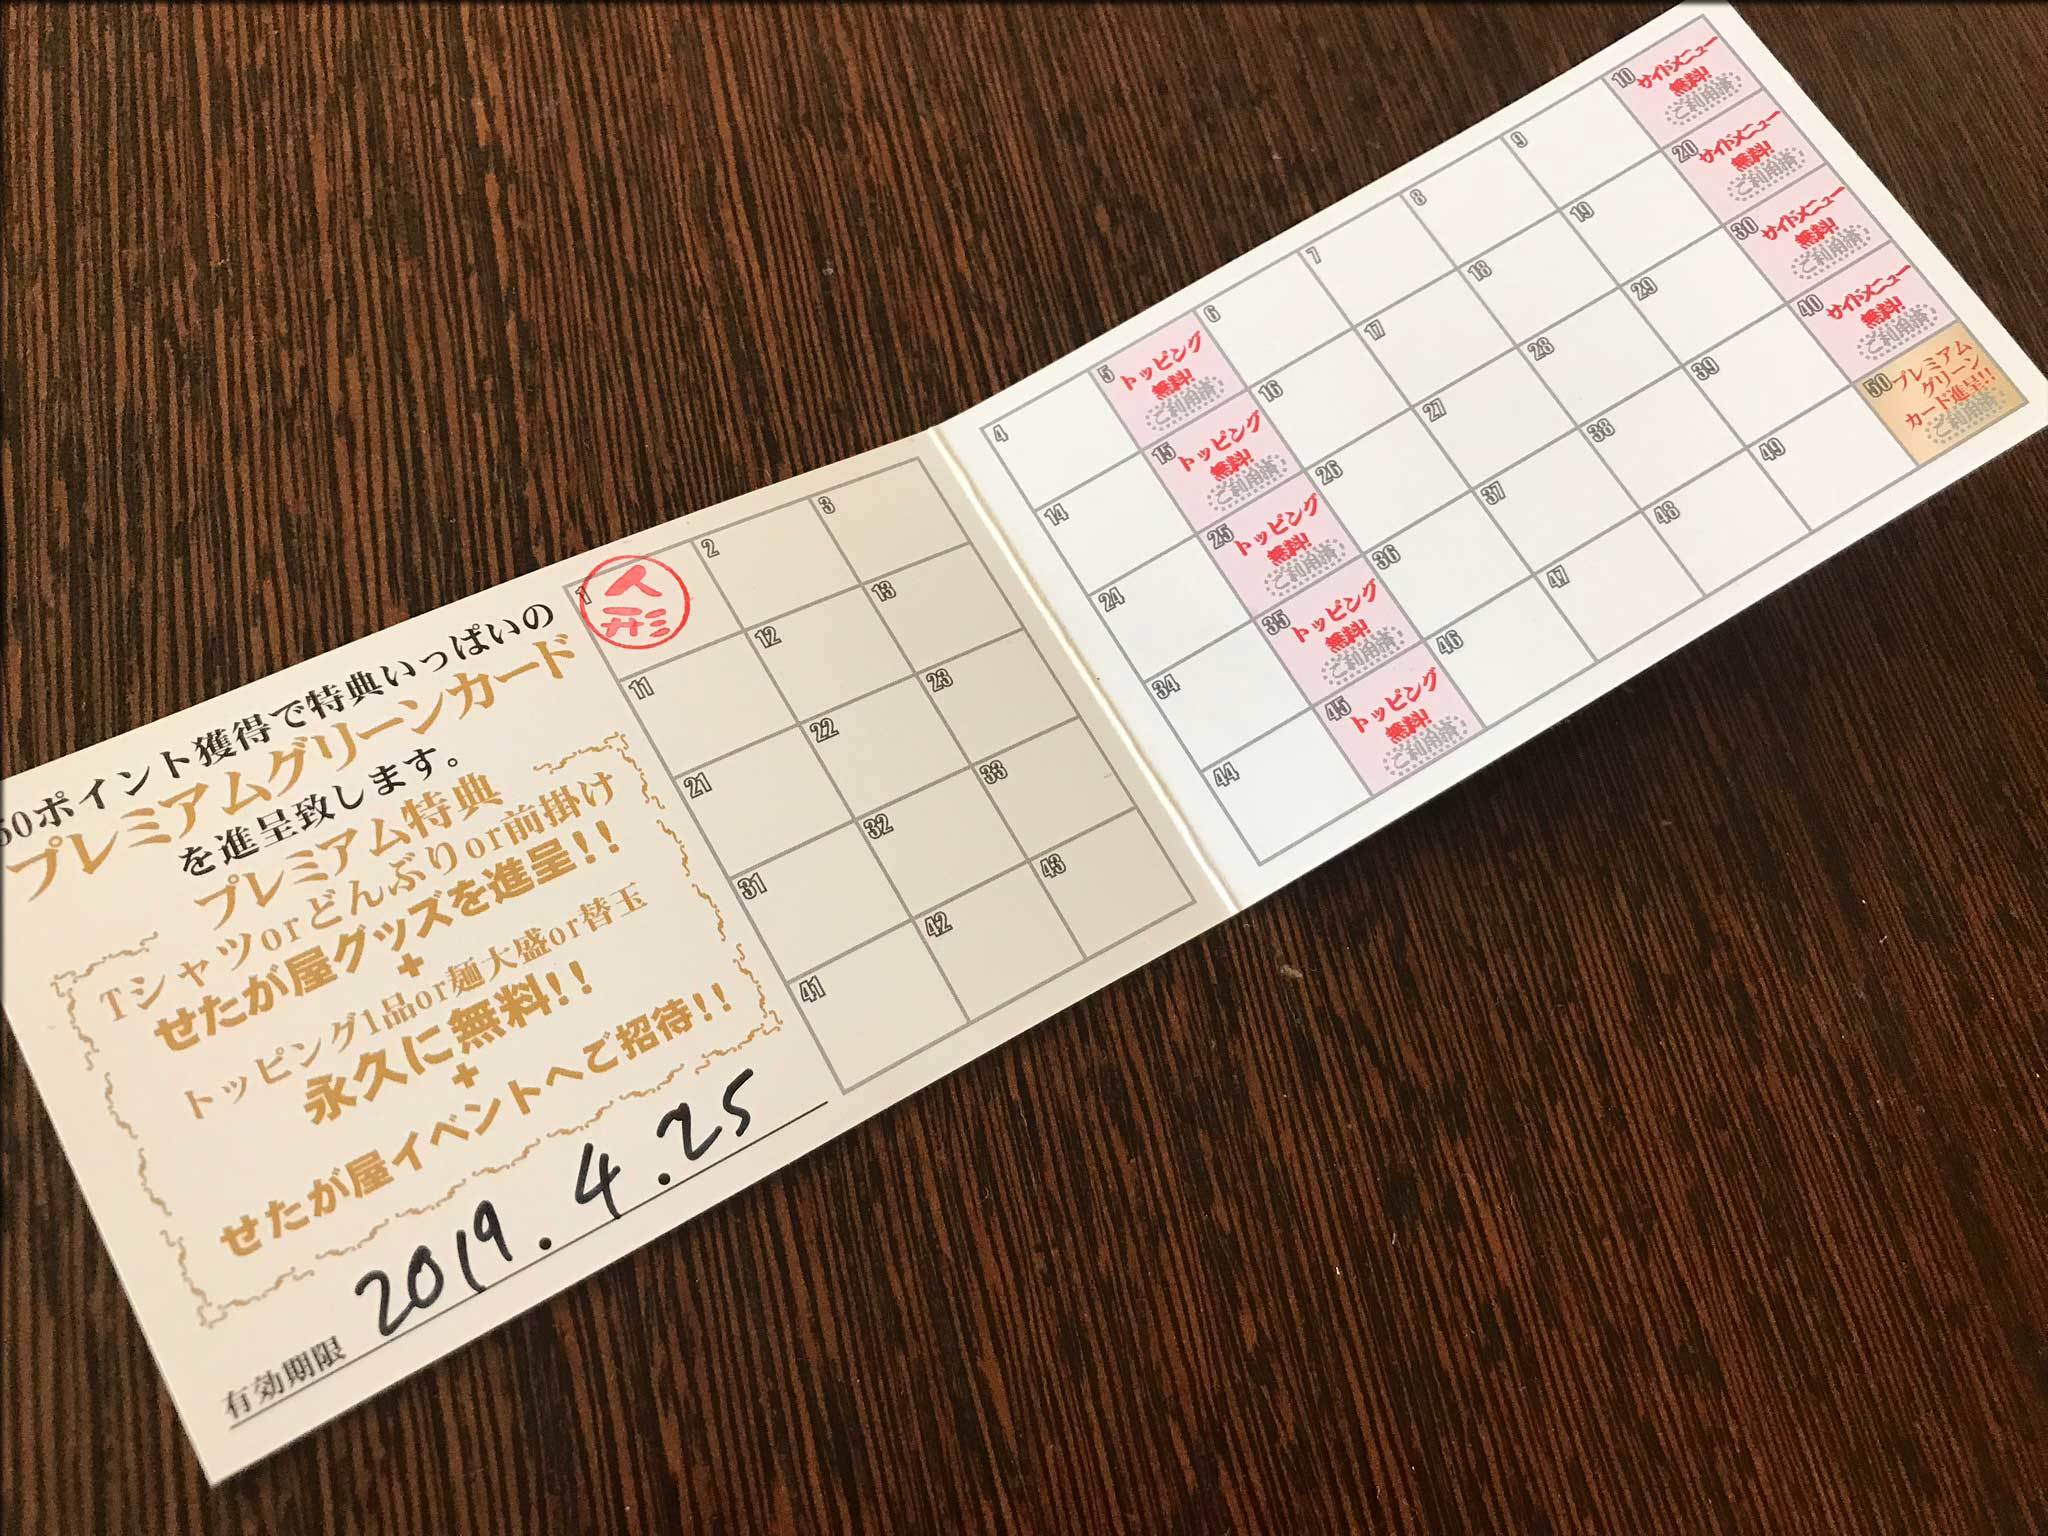 50ポイント獲得で特典いっぱいの
プレミアムグリーンカード
を進呈致します。
プレミアム特典
Tシャツorどんぶりor前掛け
せたが屋グッズを進呈!!
+
トッピング1品or麺大盛or替玉
永久に無料!!
+
せたが屋イベントへご招待!!
有効期限 2019.4.25
1 人形
2
3
4
5 トッピング
無料!
ご利用済
6
7
8
9
10 サイドメニュー
無料!
ご利用済
11
12
13
14
15 トッピング
無料!
ご利用済
16
17
18
19
20 サイドメニュー
無料!
ご利用済
21
22
23
24
25 トッピング
無料!
ご利用済
26
27
28
29
30 サイドメニュー
無料!
ご利用済
31
32
33
34
35 トッピング
無料!
ご利用済
36
37
38
39
40 サイドメニュー
無料!
ご利用済
41
42
43
44
45 トッピング
無料!
ご利用済
46
47
48
49
50 プレミアム
グリーン
カード進呈!!
ご利用済